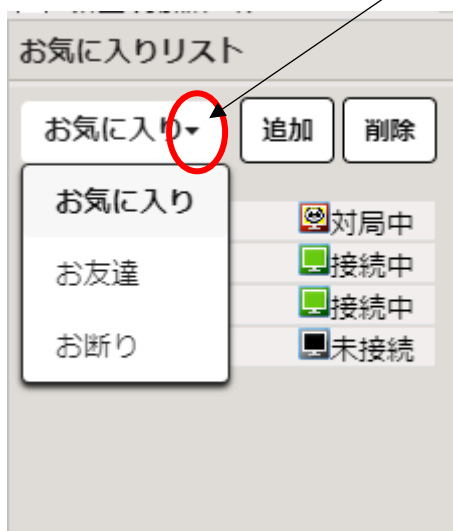 お気に入りリスト
お気に入り 追加 削除
お気に入り
お友達
お断り
対局中
接続中
接続中
未接続